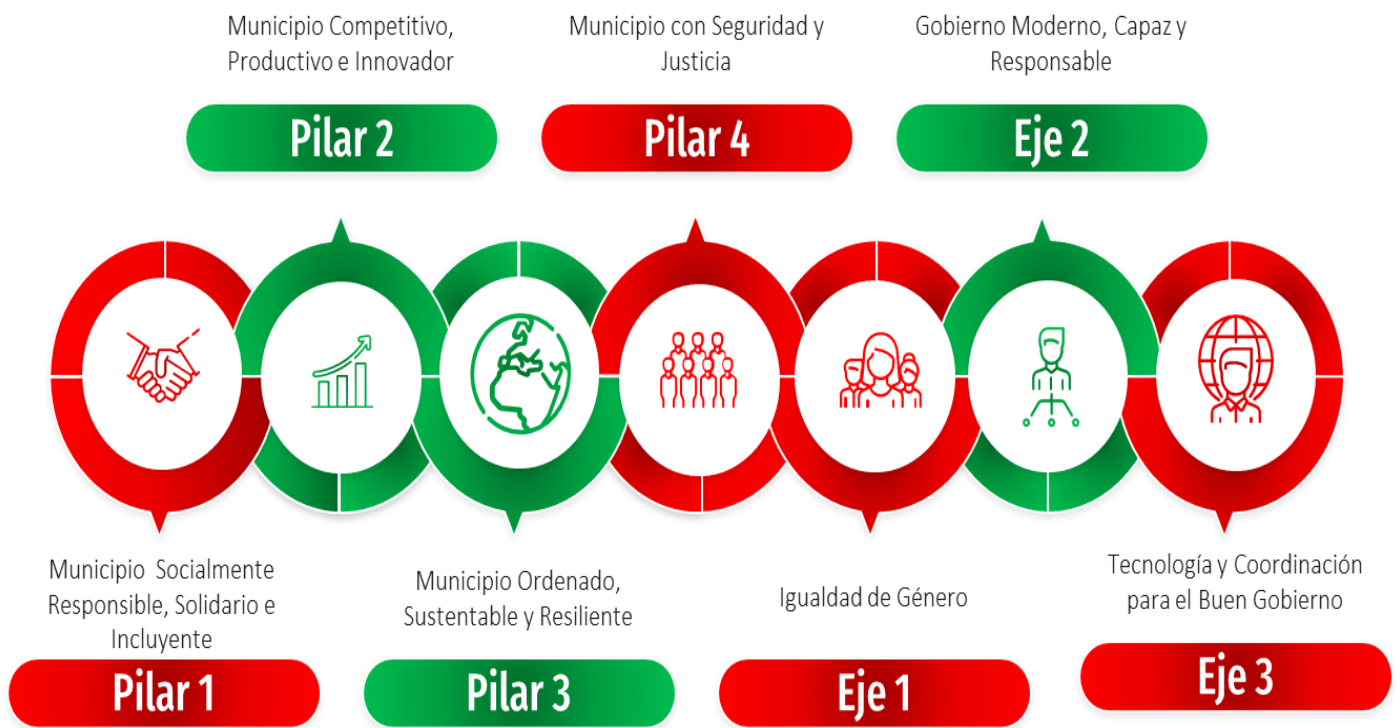 Municipio Competitivo,
Productivo e Innovador
Pilar 2
Municipio con Seguridad y
Justicia
Pilar 4
Gobierno Moderno, Capaz y
Responsable
Eje 2
Municipio Socialmente
Responsible, Solidario e
Incluyente
Pilar 1
Municipio Ordenado,
Sustentable y Resiliente
Pilar 3
Igualdad de Género
Eje 1
Tecnología y Coordinación
para el Buen Gobierno
Eje 3